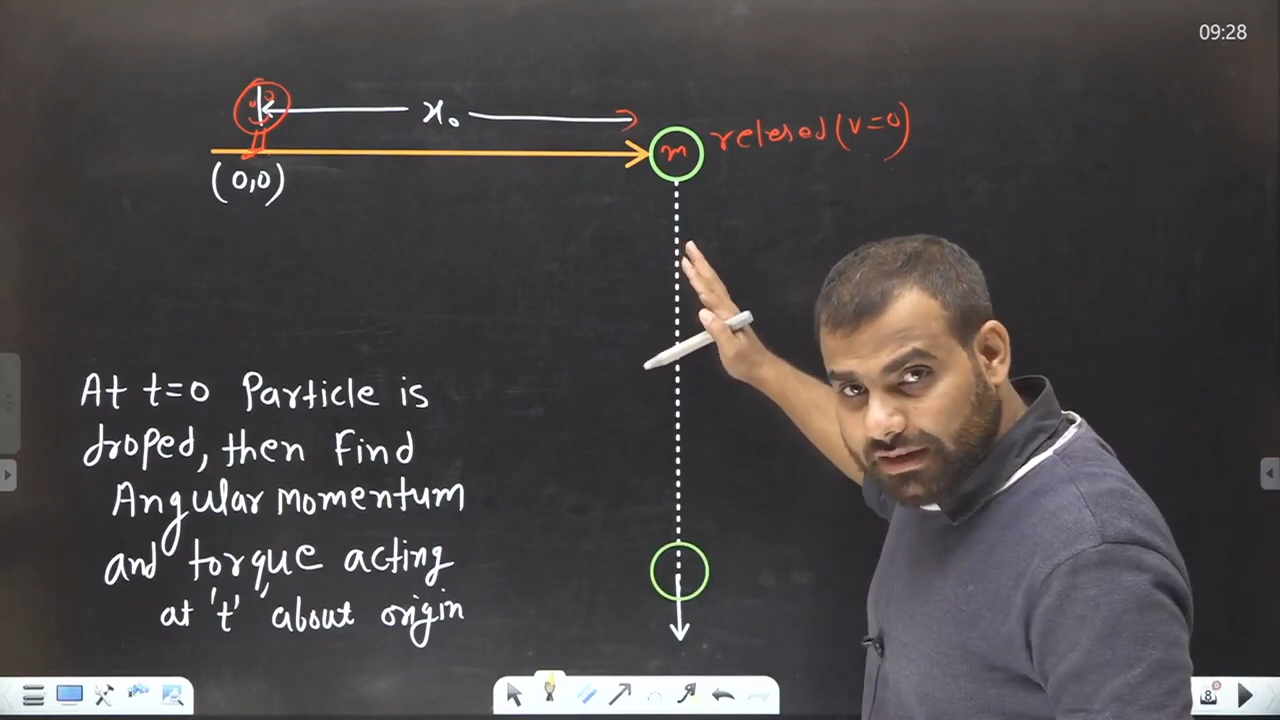 09:28
x₀
m
relesed (v=0)
(0,0)
At t=0 Particle is
droped, then Find
Angular momentum
and torque acting
at 't', about origin
8